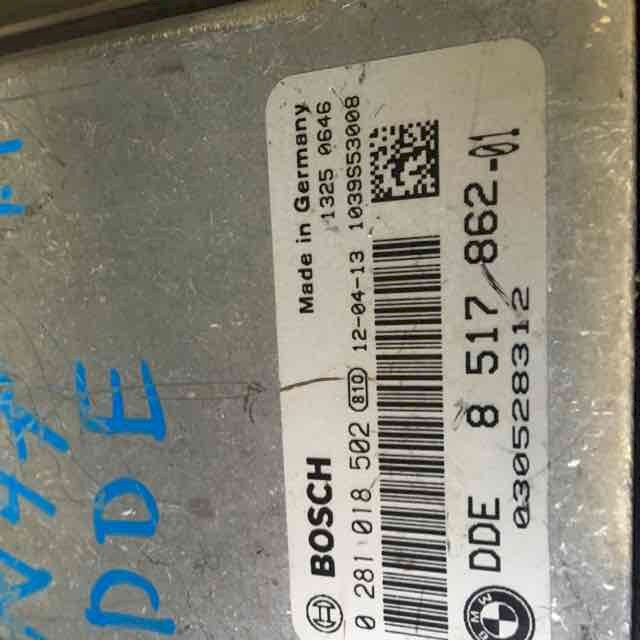 Made in Germany
BOSCH 1325 0646
0 281 018 502 810 12-04-13 1039S53008
DDE 8 517 862-01
030528312
BMW
DDE